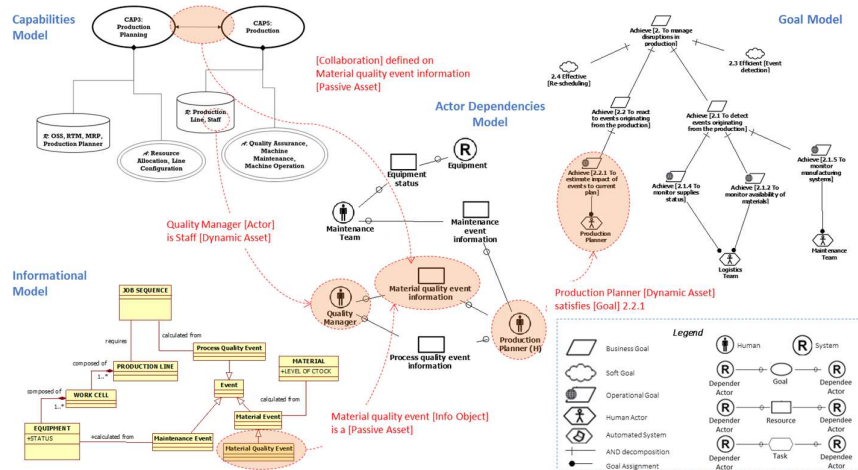 Capabilities
Model
CAP3:
Production
Planning
CAP5:
Production
ꭆ: OSS, RTM, MRP,
Production Planner
𝒜: Resource
Allocation, Line
Configuration
ꭆ: Production
Line, Staff
𝒜: Quality Assurance,
Machine
Maintenance,
Machine Operation
[Collaboration] defined on
Material quality event information
[Passive Asset]
Actor Dependencies
Model
Equipment
status
R
Equipment
Maintenance
Team
Maintenance
event
information
Quality
Manager
Material quality event
information
Process quality event
information
Production
Planner (H)
Quality Manager [Actor]
is Staff [Dynamic Asset]
Goal Model
Achieve [2. To manage
disruptions in
production]
2.4 Effective
[Re-scheduling]
2.3 Efficient [Event
detection]
Achieve [2.2 To react
to events originating
from the production]
Achieve [2.1 To detect
events originating
from the production]
Achieve [2.2.1 To
estimate impact of
events to current
plan]
Achieve [2.1.4 To
monitor supplies
status]
Achieve [2.1.2 To
monitor availability of
materials]
Achieve [2.1.5 To
monitor
manufacturing
systems]
Production
Planner
Logistics
Team
Maintenance
Team
Production Planner [Dynamic Asset]
satisfies [Goal] 2.2.1
Informational
Model
JOB SEQUENCE
requires
calculated from
Process Quality Event
composed of
1..*
PRODUCTION LINE
composed of
1..*
WORK CELL
EQUIPMENT
+STATUS
+calculated from
Maintenance Event
Event
MATERIAL
+LEVEL OF CTOCK
calculated from
Material Event
Material Quality Event
Material quality event [Info Object]
is a [Passive Asset]
Legend
Business Goal
Soft Goal
Operational Goal
Human Actor
Automated System
AND decomposition
Goal Assignment
Human
R
System
R
Depender
Actor
Goal
R
Dependee
Actor
R
Depender
Actor
Resource
R
Dependee
Actor
R
Depender
Actor
Task
R
Dependee
Actor